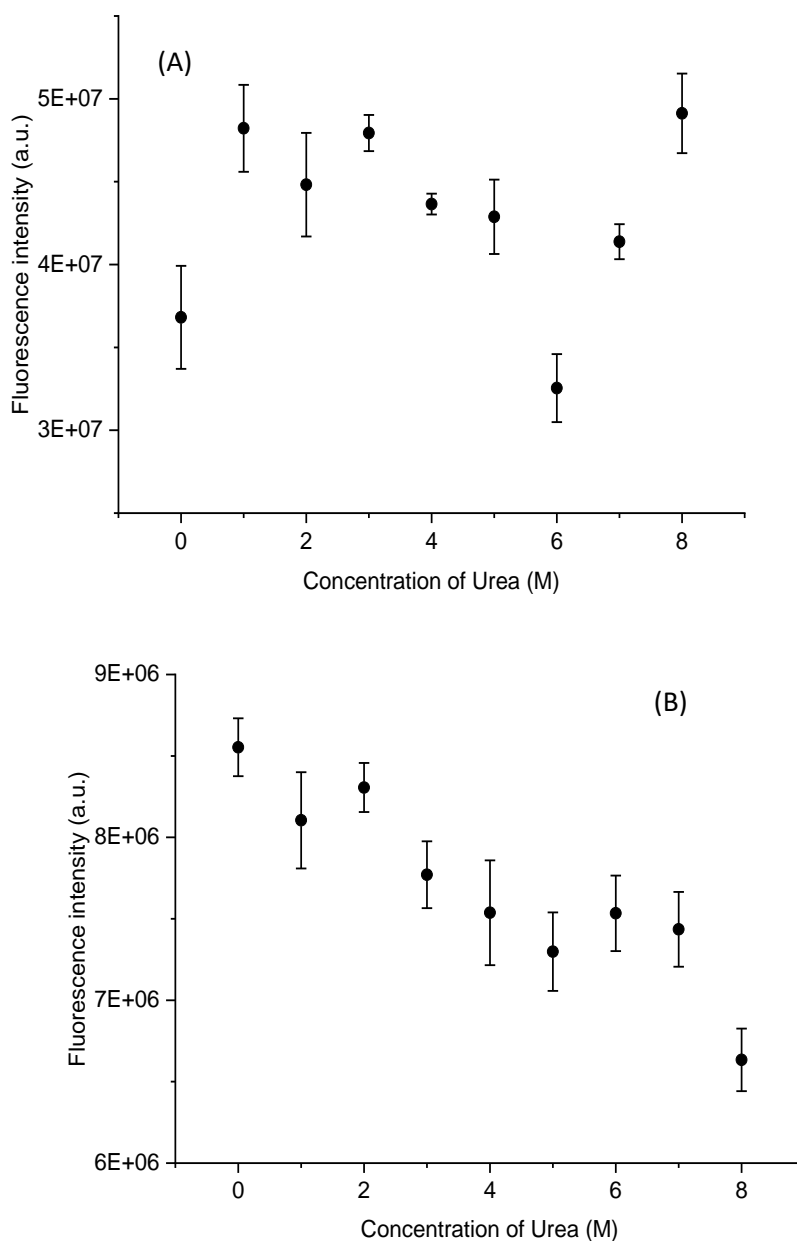 (A)
Fluorescence intensity (a.u.)
5E+07
4E+07
3E+07
0 2 4 6 8
Concentration of Urea (M)
(B)
Fluorescence intensity (a.u.)
9E+06
8E+06
7E+06
6E+06
0 2 4 6 8
Concentration of Urea (M)